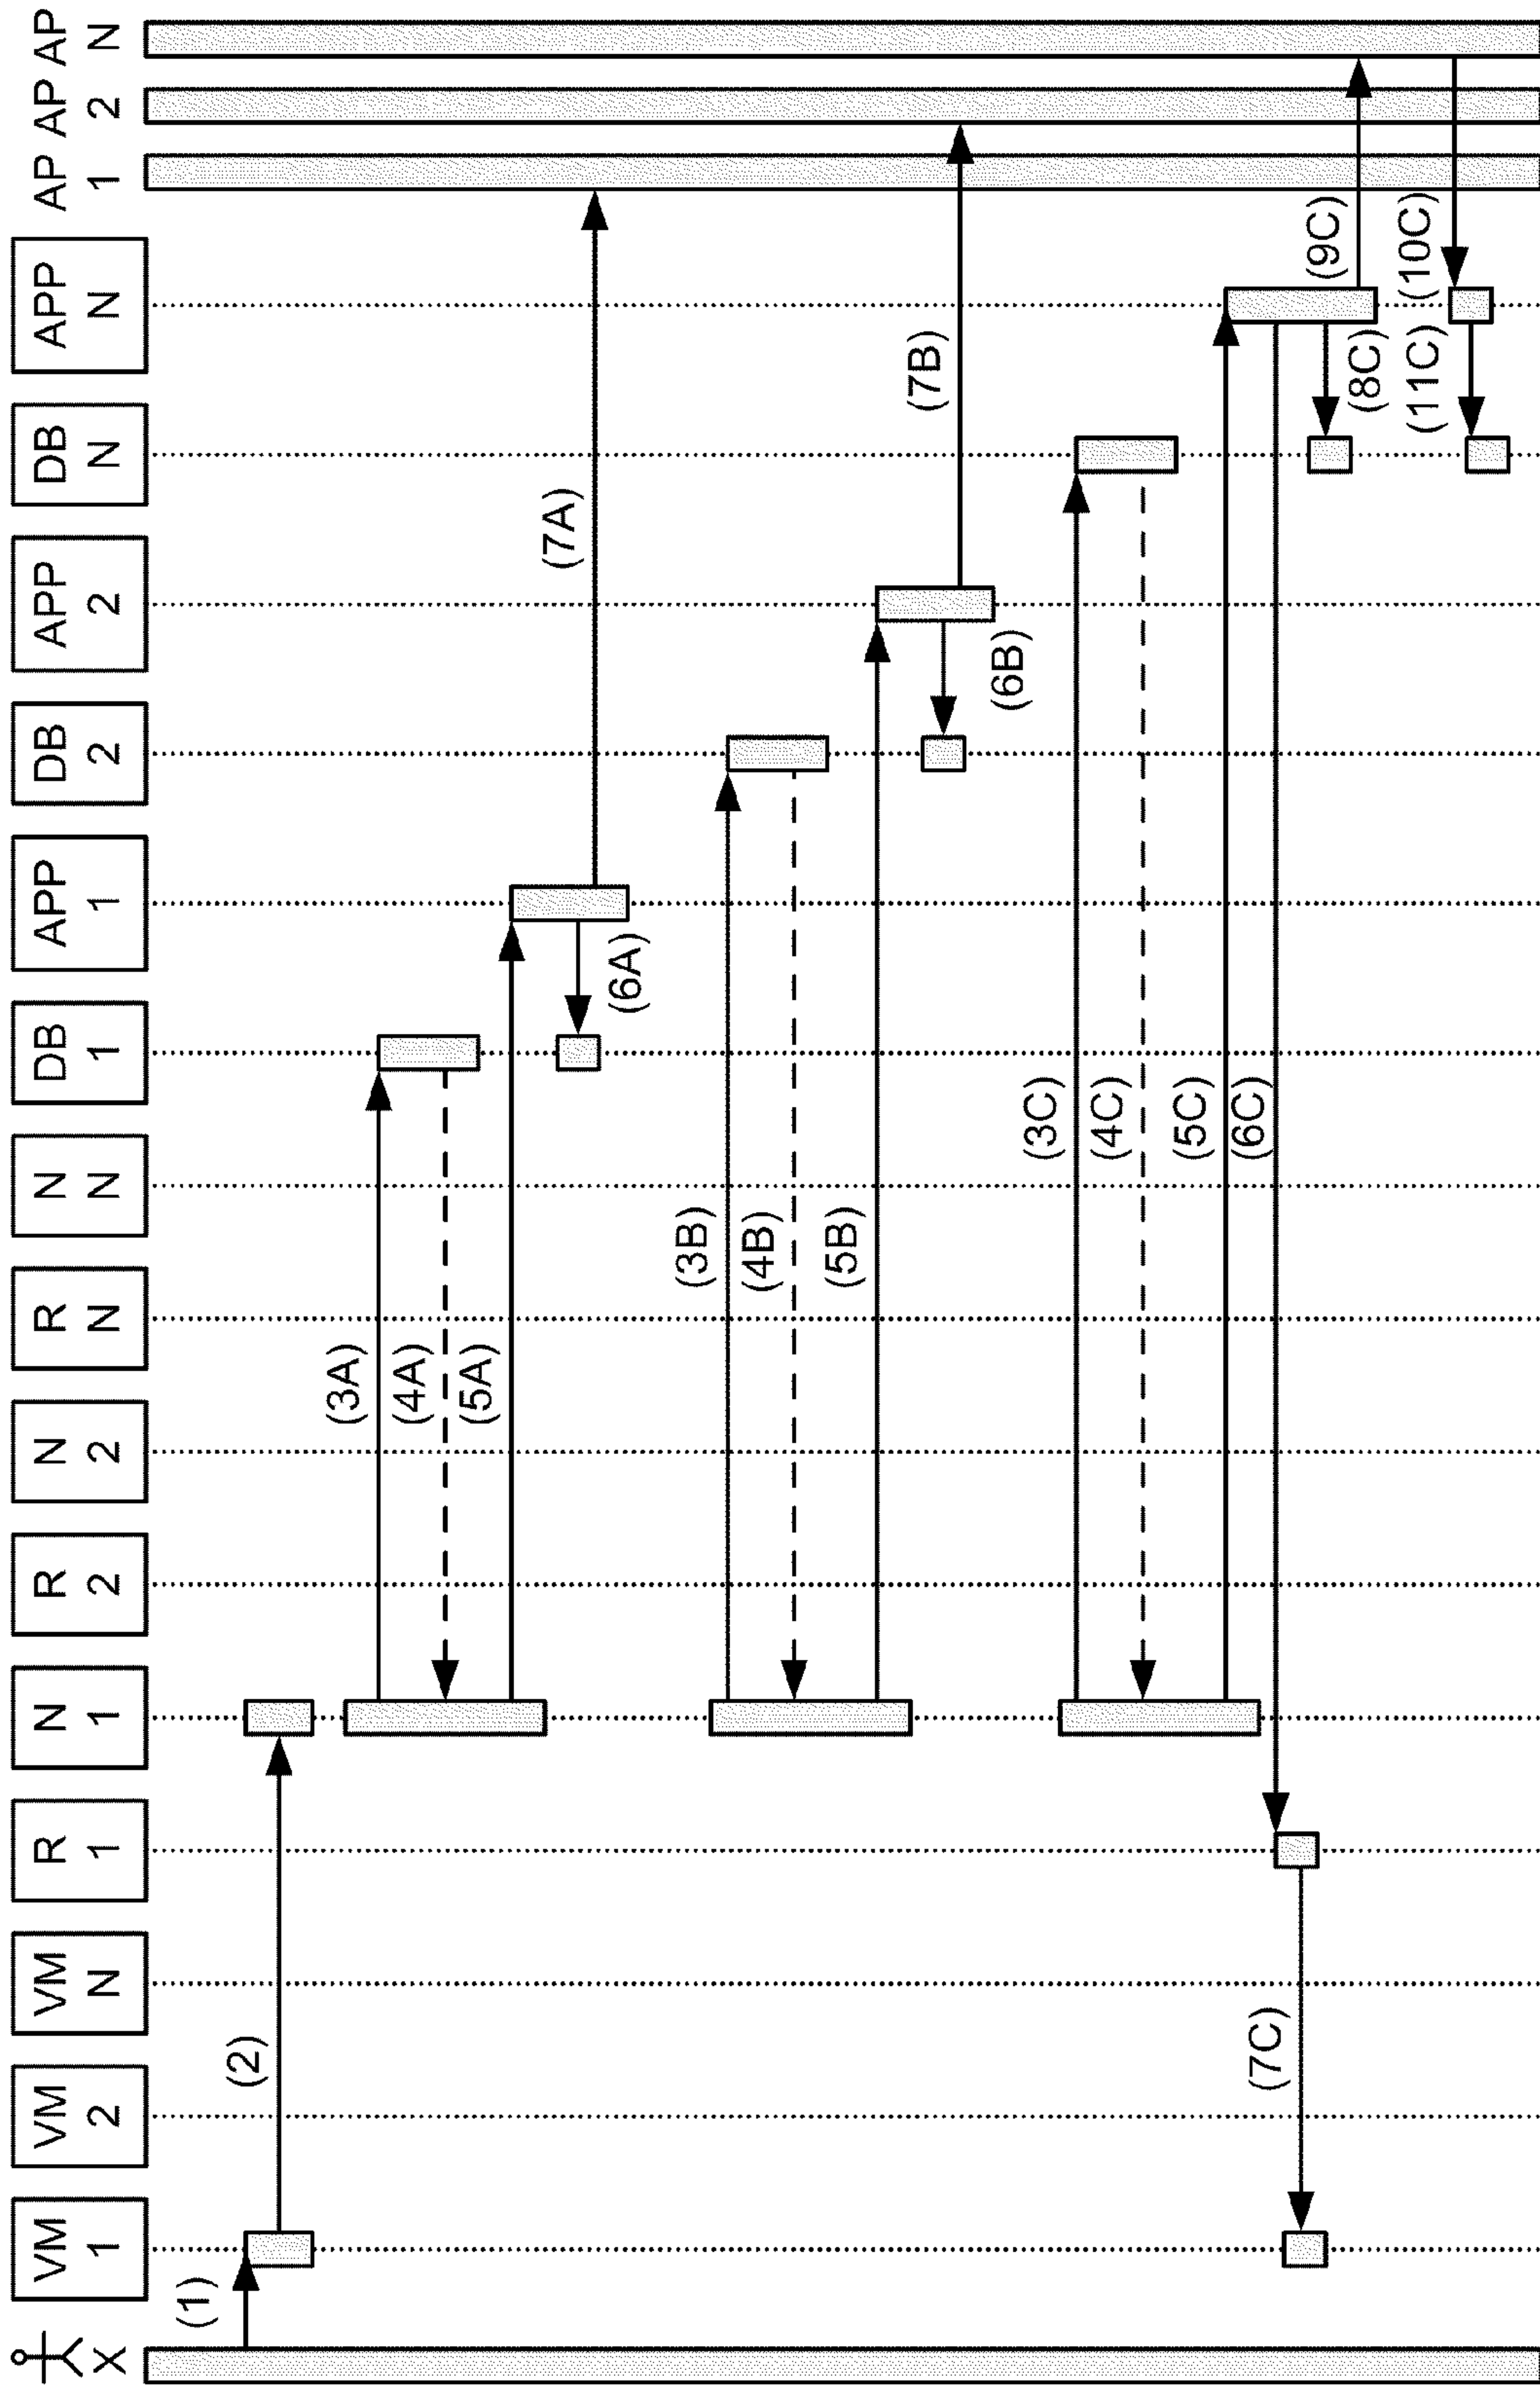 X
VM
1
VM
2
VM
N
R
1
N
1
R
2
N
2
R
N
N
N
DB
1
APP
1
DB
2
APP
2
DB
N
APP
N
AP
1
AP
2
AP
N
(1)
(2)
(3A)
(4A)
(5A)
(6A)
(7A)
(3B)
(4B)
(5B)
(6B)
(7B)
(3C)
(4C)
(5C)
(6C)
(7C)
(8C)
(9C)
(10C)
(11C)